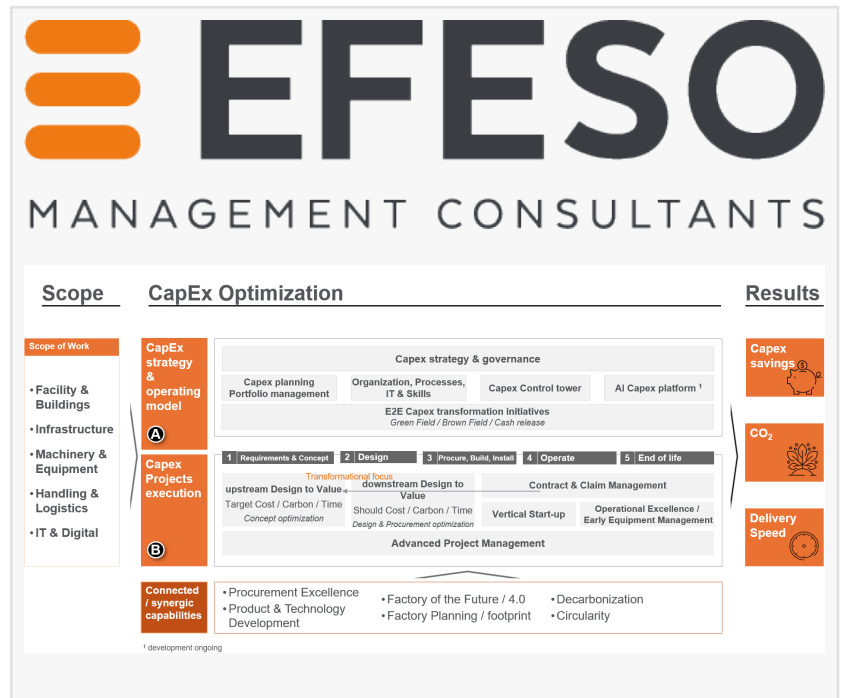 EFESO
MANAGEMENT CONSULTANTS
Scope
CapEx Optimization
Results
Scope of Work
• Facility &
Buildings
• Infrastructure
• Machinery &
Equipment
• Handling &
Logistics
• IT & Digital
CapEx
strategy
&
operating
model
A
Capex strategy & governance
Capex planning
Portfolio management
Organization, Processes,
IT & Skills
Capex Control tower
AI Capex platform ¹
E2E Capex transformation initiatives
Green Field / Brown Field / Cash release
Capex
Projects
execution
B
1 Requirements & Concept
2 Design
3 Procure, Build, Install
4 Operate
5 End of life
Transformational focus
upstream Design to Value
Target Cost / Carbon / Time
Concept optimization
downstream Design to
Value
Should Cost / Carbon / Time
Design & Procurement optimization
Contract & Claim Management
Vertical Start-up
Operational Excellence /
Early Equipment Management
Advanced Project Management
Connected
/ synergic
capabilities
• Procurement Excellence
• Product & Technology
Development
• Factory of the Future / 4.0
• Factory Planning / footprint
• Decarbonization
• Circularity
Capex
savings
$
CO₂
Delivery
Speed
¹ development ongoing